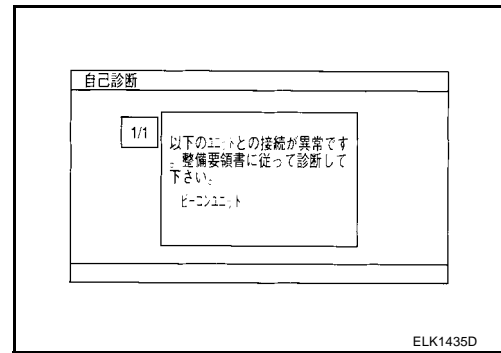 自己診断
1/1
以下のﾕﾆｯﾄとの接続が異常です
。整備要領書に従って診断して
下さい。
ﾋﾞｰｺﾝﾕﾆｯﾄ
ELK1435D